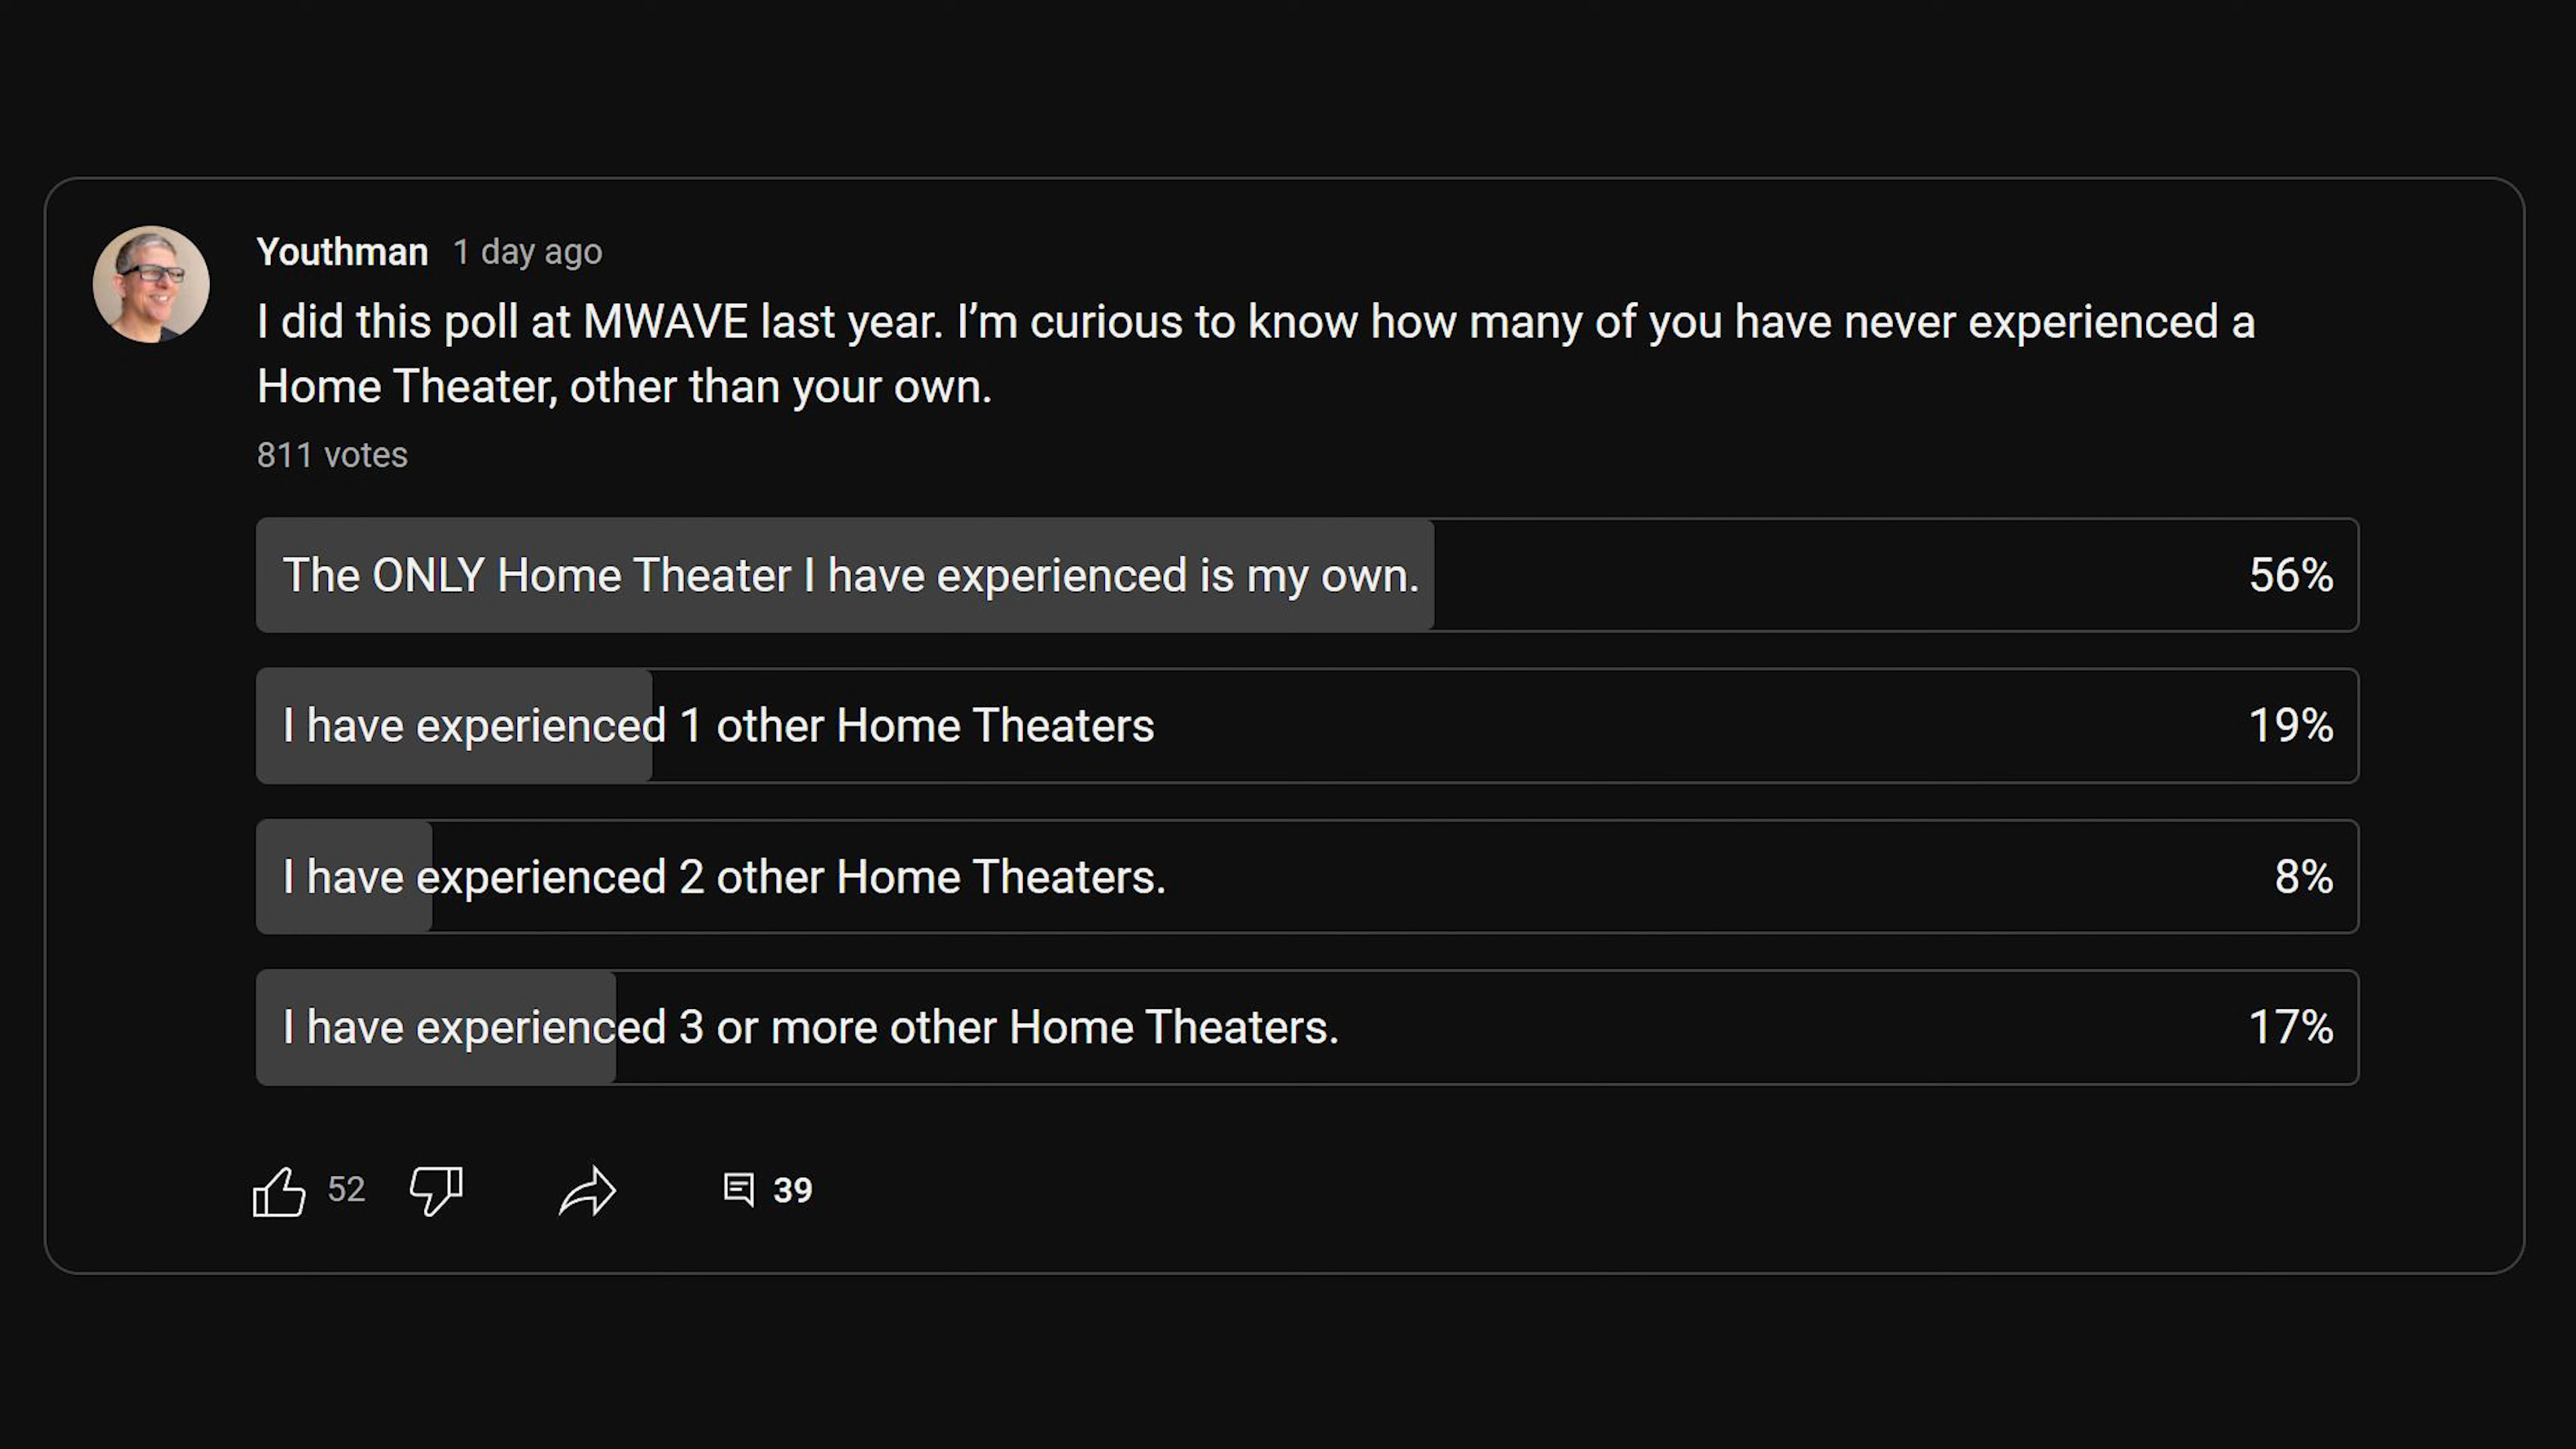 Youthman 1 day ago
I did this poll at MWAVE last year. I’m curious to know how many of you have never experienced a
Home Theater, other than your own.
811 votes
The ONLY Home Theater I have experienced is my own. 56%
I have experienced 1 other Home Theaters 19%
I have experienced 2 other Home Theaters. 8%
I have experienced 3 or more other Home Theaters. 17%
52 39